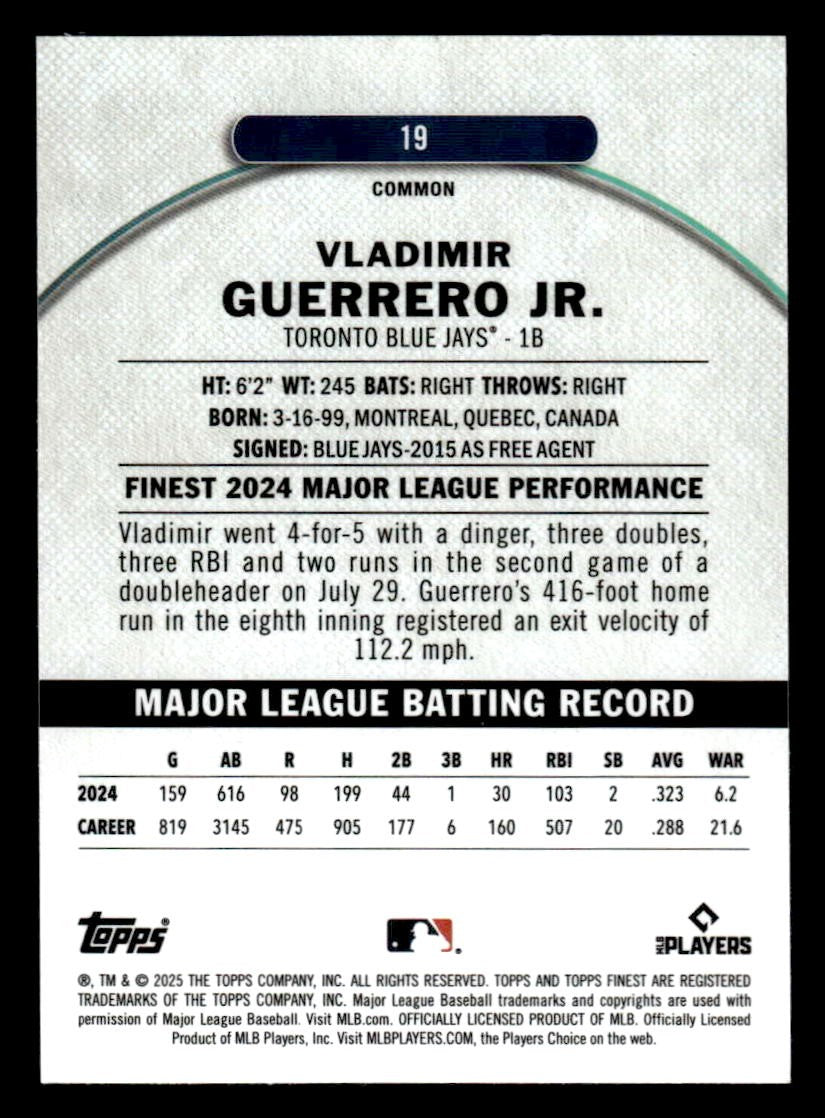 19
COMMON
VLADIMIR
GUERRERO JR.
TORONTO BLUE JAYS® - 1B
HT: 6'2" WT: 245 BATS: RIGHT THROWS: RIGHT
BORN: 3-16-99, MONTREAL, QUEBEC, CANADA
SIGNED: BLUE JAYS-2015 AS FREE AGENT
FINEST 2024 MAJOR LEAGUE PERFORMANCE
Vladimir went 4-for-5 with a dinger, three doubles,
three RBI and two runs in the second game of a
doubleheader on July 29. Guerrero's 416-foot home
run in the eighth inning registered an exit velocity of
112.2 mph.
MAJOR LEAGUE BATTING RECORD
G AB R H 2B 3B HR RBI SB AVG WAR
2024 159 616 98 199 44 1 30 103 2 .323 6.2
CAREER 819 3145 475 905 177 6 160 507 20 .288 21.6
topps®
MLB PLAYERS
®, TM & © 2025 THE TOPPS COMPANY, INC. ALL RIGHTS RESERVED. TOPPS AND TOPPS FINEST ARE REGISTERED
TRADEMARKS OF THE TOPPS COMPANY, INC. Major League Baseball trademarks and copyrights are used with
permission of Major League Baseball. Visit MLB.com. OFFICIALLY LICENSED PRODUCT OF MLB. Officially Licensed
Product of MLB Players, Inc. Visit MLBPLAYERS.COM, the Players Choice on the web.